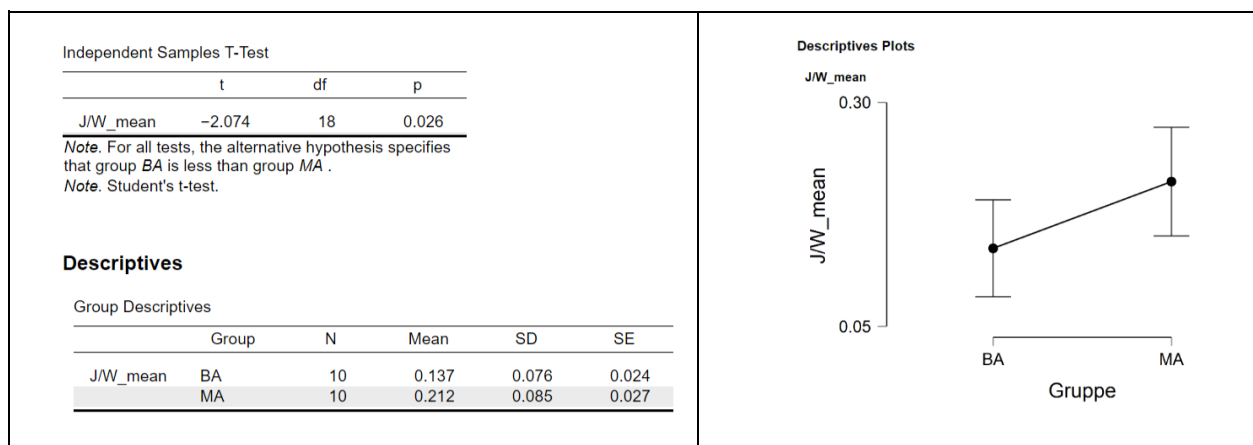 Independent Samples T-Test
t df p
J/W_mean −2.074 18 0.026
Note. For all tests, the alternative hypothesis specifies
that group BA is less than group MA .
Note. Student's t-test.
Descriptives
Group Descriptives
Group N Mean SD SE
J/W_mean BA 10 0.137 0.076 0.024
MA 10 0.212 0.085 0.027
Descriptives Plots
J/W_mean
0.30
J/W_mean
0.05
BA MA
Gruppe